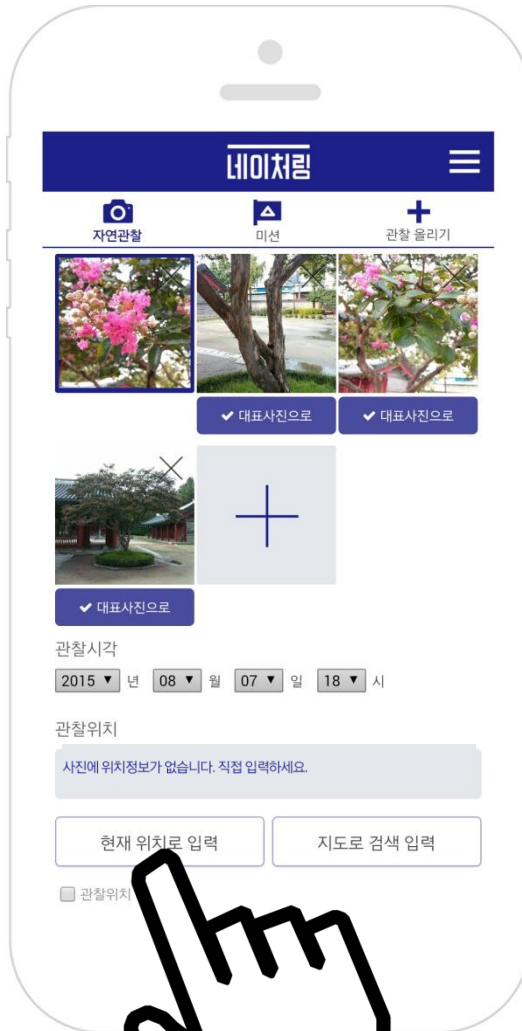 네이처링
자연관찰 미션 관찰 올리기
✔ 대표사진으로 ✔ 대표사진으로
✔ 대표사진으로
관찰시각
2015 ▼ 년 08 ▼ 월 07 ▼ 일 18 ▼ 시
관찰위치
사진에 위치정보가 없습니다. 직접 입력하세요.
현재 위치로 입력 지도로 검색 입력
관찰위치